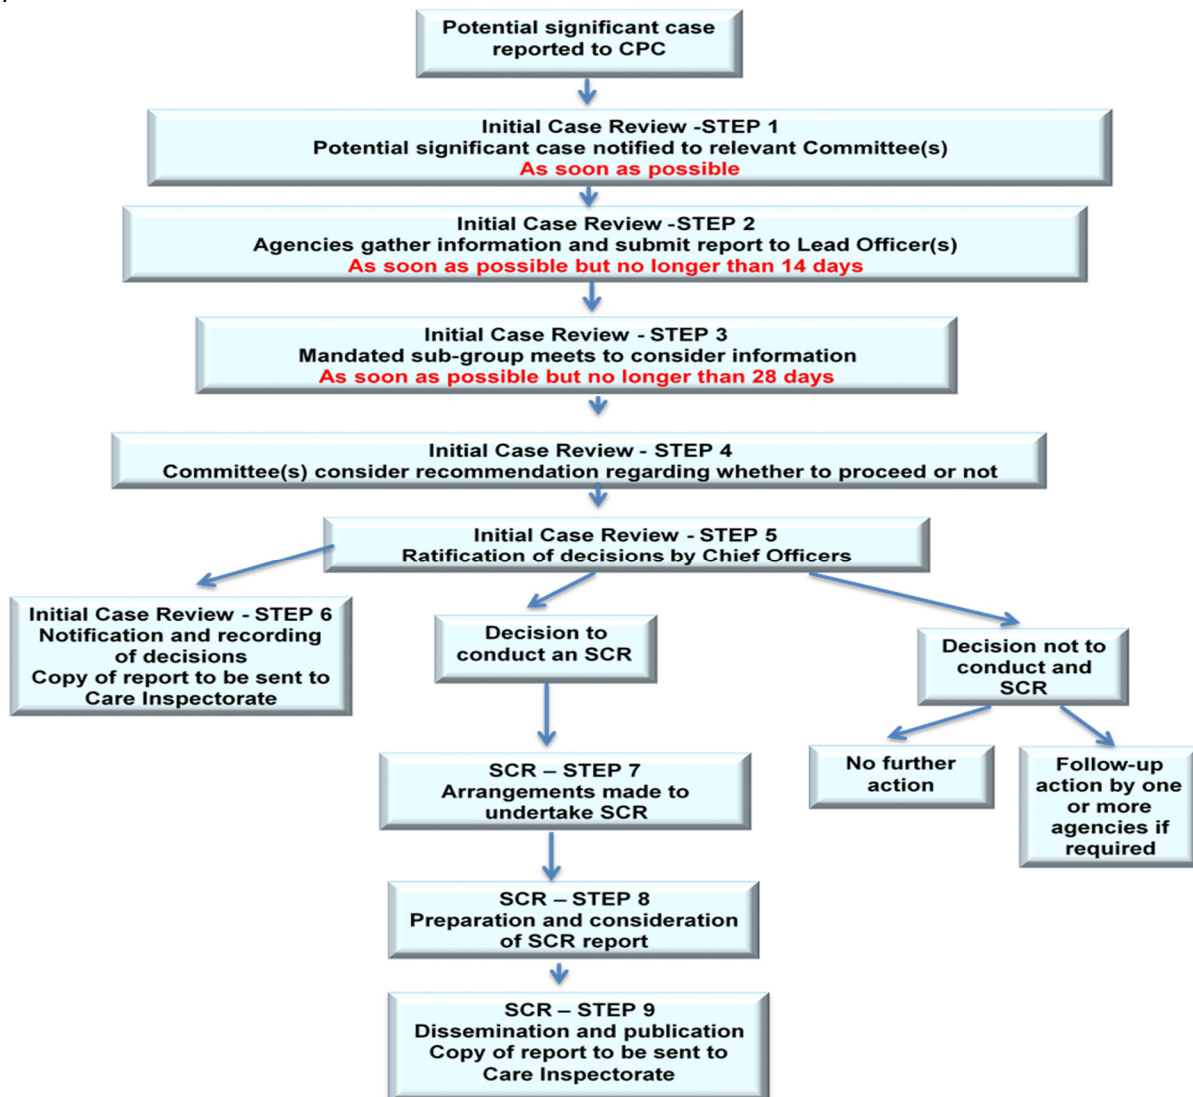 Potential significant case
reported to CPC
Initial Case Review -STEP 1
Potential significant case notified to relevant Committee(s)
As soon as possible
Initial Case Review -STEP 2
Agencies gather information and submit report to Lead Officer(s)
As soon as possible but no longer than 14 days
Initial Case Review - STEP 3
Mandated sub-group meets to consider information
As soon as possible but no longer than 28 days
Initial Case Review - STEP 4
Committee(s) consider recommendation regarding whether to proceed or not
Initial Case Review - STEP 5
Ratification of decisions by Chief Officers
Initial Case Review - STEP 6
Notification and recording
of decisions
Copy of report to be sent to
Care Inspectorate
Decision to
conduct an SCR
Decision not to
conduct and
SCR
No further
action
Follow-up
action by one
or more
agencies if
required
SCR – STEP 7
Arrangements made to
undertake SCR
SCR – STEP 8
Preparation and consideration
of SCR report
SCR – STEP 9
Dissemination and publication
Copy of report to be sent to
Care Inspectorate